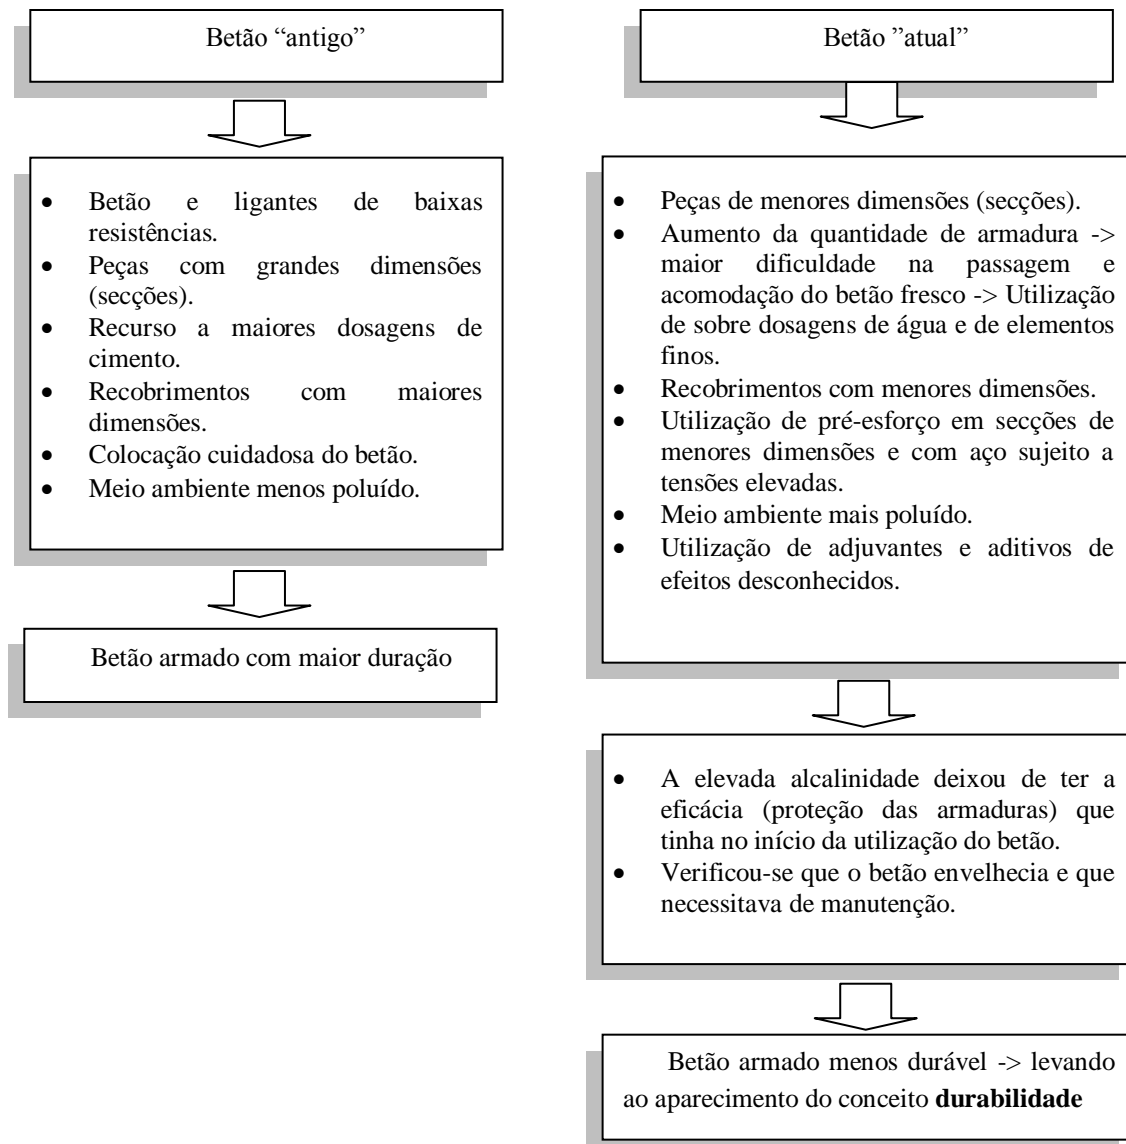 Betão “antigo”
• Betão e ligantes de baixas
resistências.
• Peças com grandes dimensões
(secções).
• Recurso a maiores dosagens de
cimento.
• Recobrimentos com maiores
dimensões.
• Colocação cuidadosa do betão.
• Meio ambiente menos poluído.
Betão armado com maior duração
Betão ”atual”
• Peças de menores dimensões (secções).
• Aumento da quantidade de armadura ->
maior dificuldade na passagem e
acomodação do betão fresco -> Utilização
de sobre dosagens de água e de elementos
finos.
• Recobrimentos com menores dimensões.
• Utilização de pré-esforço em secções de
menores dimensões e com aço sujeito a
tensões elevadas.
• Meio ambiente mais poluído.
• Utilização de adjuvantes e aditivos de
efeitos desconhecidos.
• A elevada alcalinidade deixou de ter a
eficácia (proteção das armaduras) que
tinha no início da utilização do betão.
• Verificou-se que o betão envelhecia e que
necessitava de manutenção.
Betão armado menos durável -> levando
ao aparecimento do conceito durabilidade